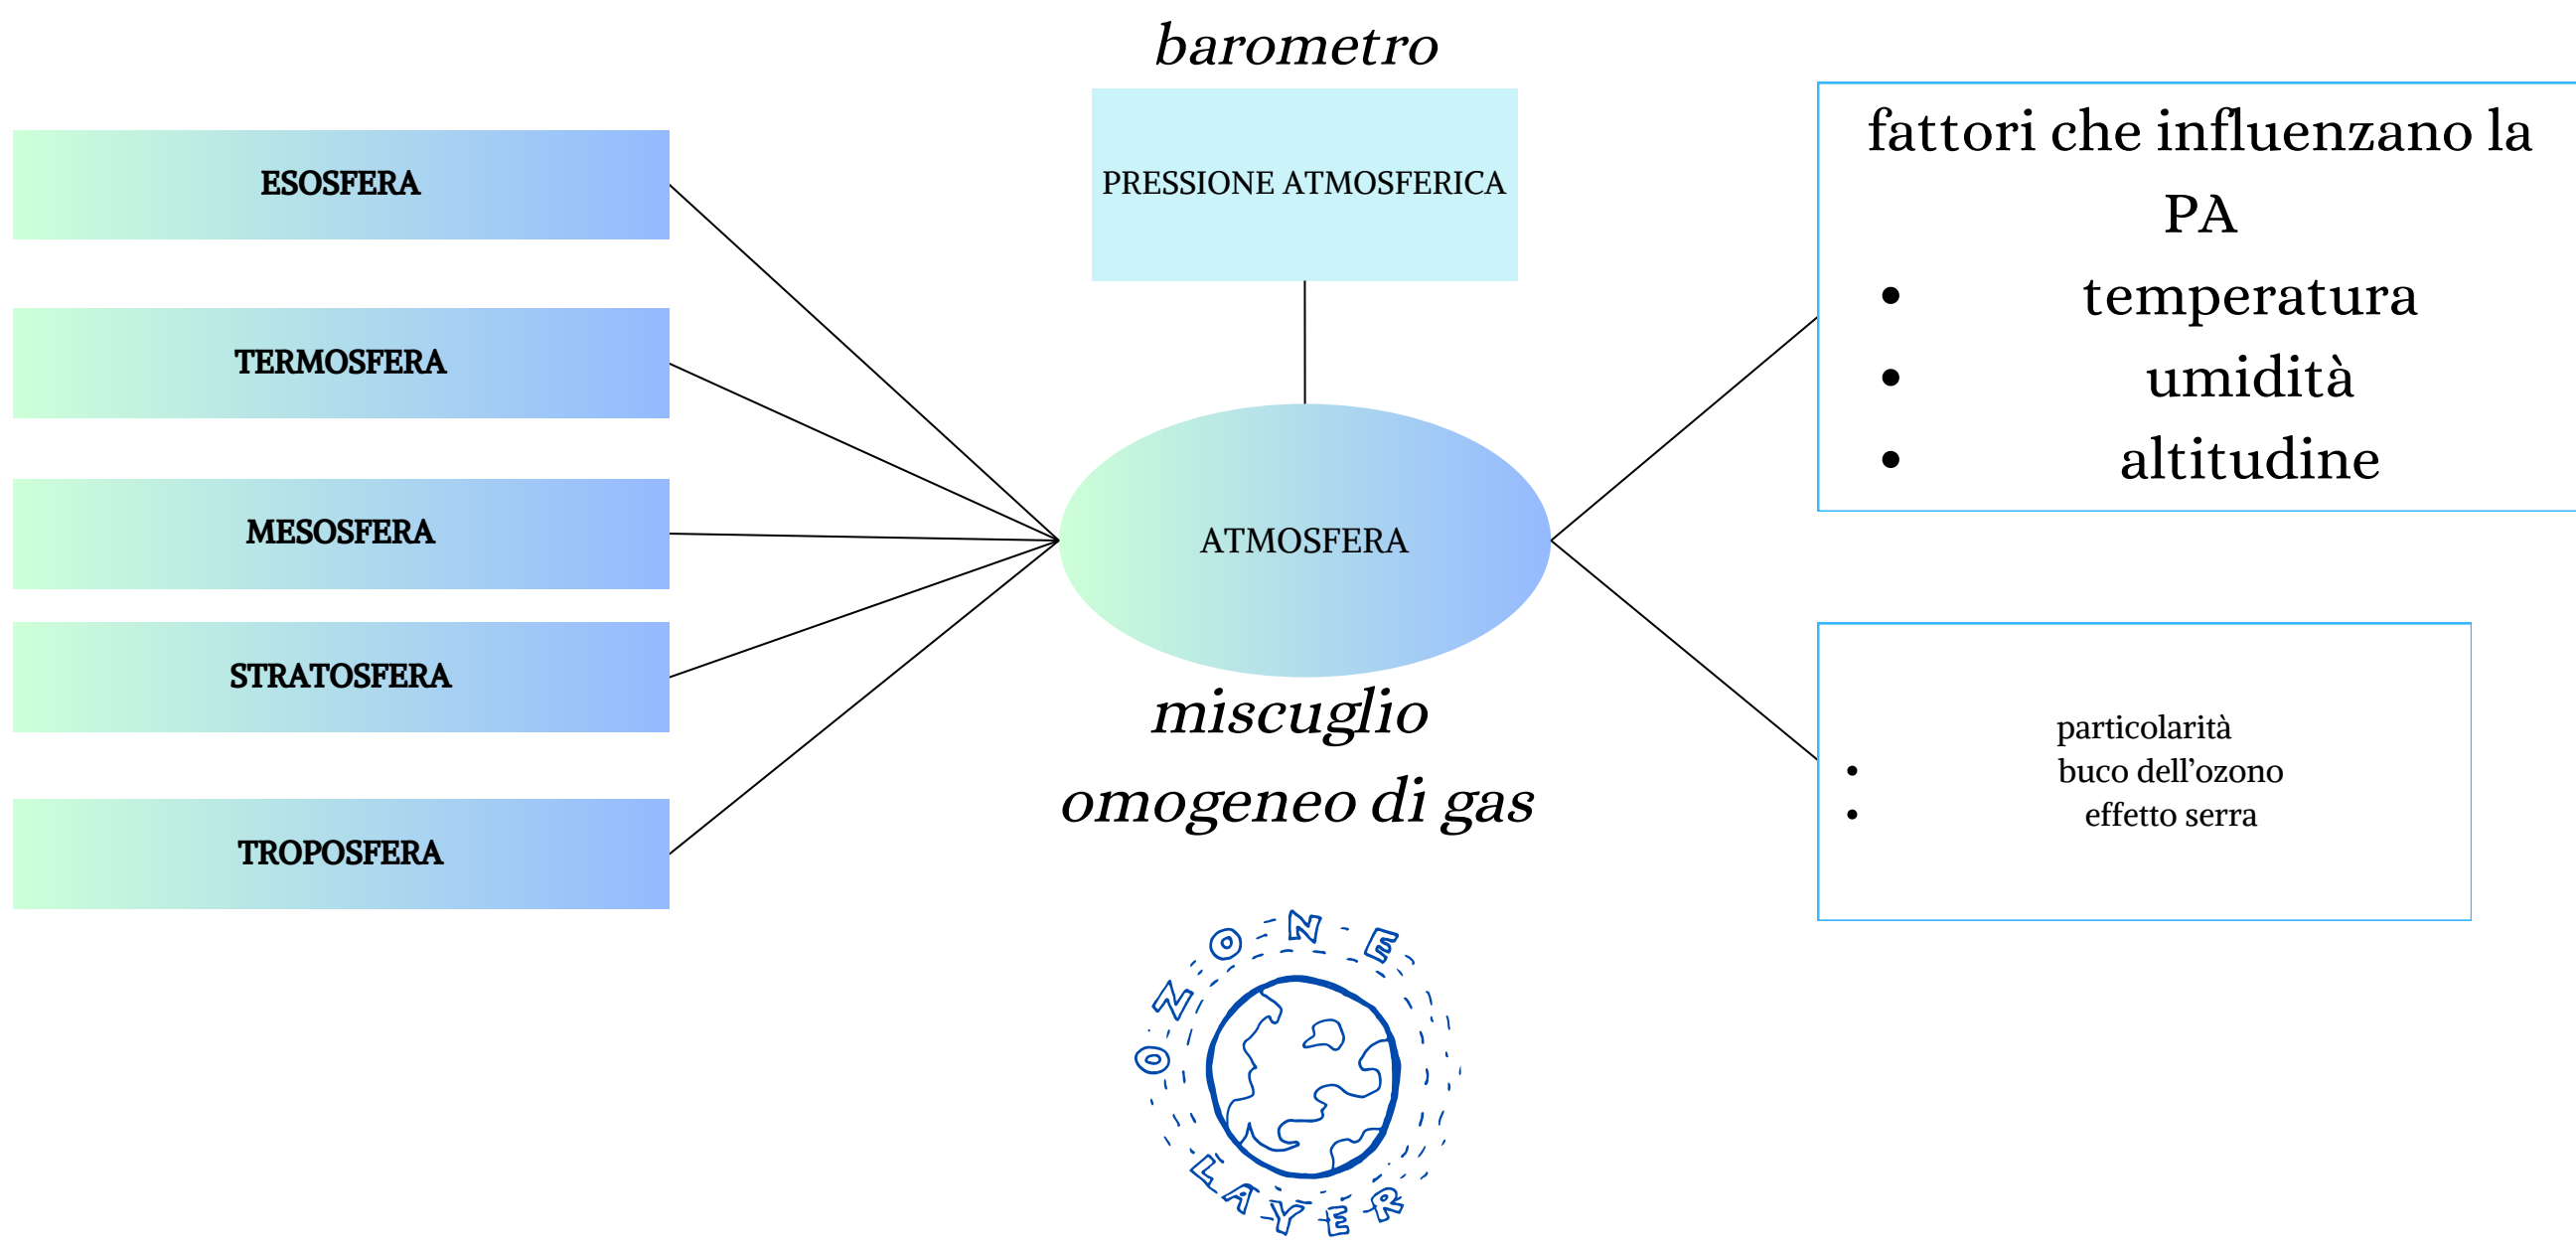 ESOSFERA
TERMOSFERA
MESOSFERA
STRATOSFERA
TROPOSFERA
barometro
PRESSIONE ATMOSFERICA
ATMOSFERA
miscuglio
omogeneo di gas
OZONE
LAYER
fattori che influenzano la
PA
• temperatura
• umidità
• altitudine
particolarità
• buco dell’ozono
• effetto serra